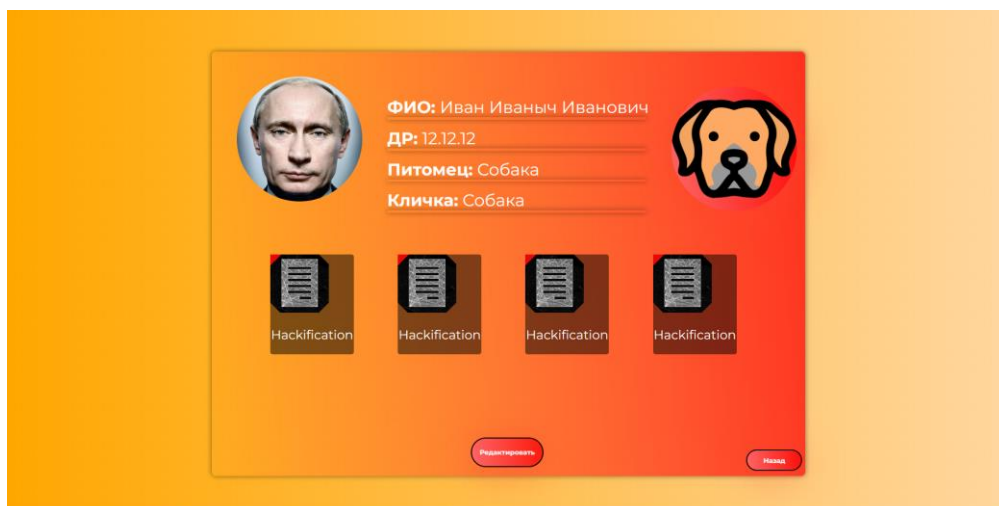 ФИО: Иван Иваныч Иванович
ДР: 12.12.12
Питомец: Собака
Кличка: Собака
Hackification Hackification Hackification Hackification
Редактировать
Назад